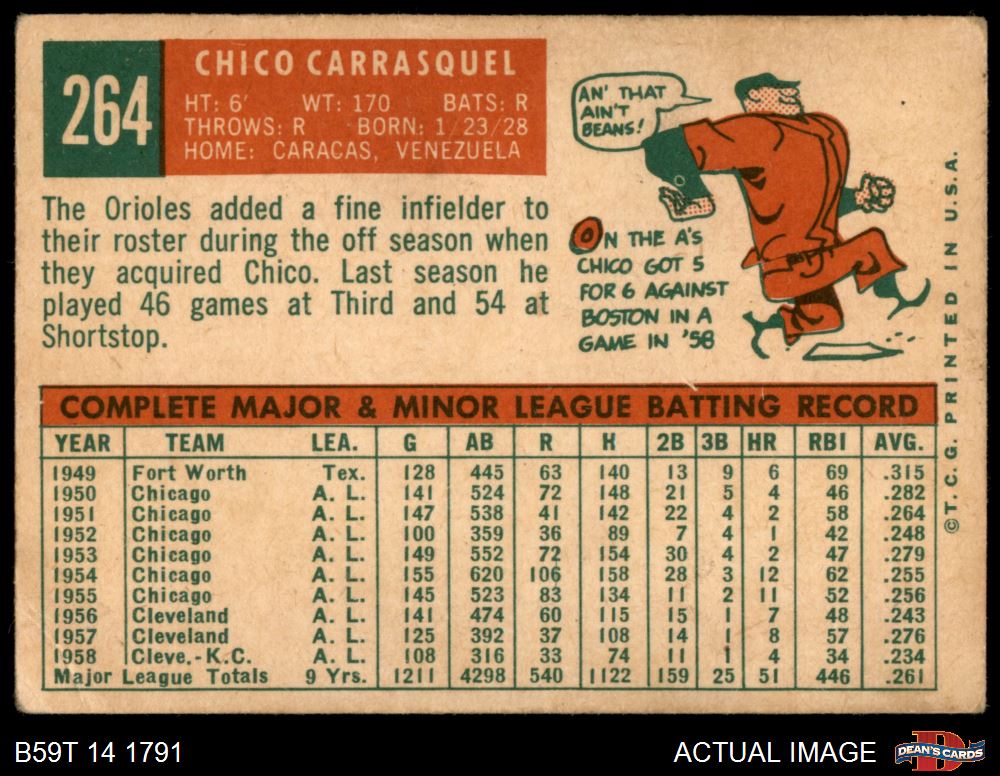 264
CHICO CARRASQUEL
HT: 6' WT: 170 BATS: R
THROWS: R BORN: 1/23/28
HOME: CARACAS, VENEZUELA
The Orioles added a fine infielder to
their roster during the off season when
they acquired Chico. Last season he
played 46 games at Third and 54 at
Shortstop.
AN' THAT
AIN'T
BEANS!
ON THE A'S
CHICO GOT 5
FOR 6 AGAINST
BOSTON IN A
GAME IN '58
COMPLETE MAJOR & MINOR LEAGUE BATTING RECORD
YEAR TEAM LEA. G AB R H 2B 3B HR RBI AVG.
1949 Fort Worth Tex. 128 445 63 140 13 9 6 69 .315
1950 Chicago A. L. 141 524 72 148 21 5 4 46 .282
1951 Chicago A. L. 147 538 41 142 22 4 2 58 .264
1952 Chicago A. L. 100 359 36 89 7 4 1 42 .248
1953 Chicago A. L. 149 552 72 154 30 4 2 47 .279
1954 Chicago A. L. 155 620 106 158 28 3 12 62 .255
1955 Chicago A. L. 145 523 83 134 11 2 11 52 .256
1956 Cleveland A. L. 141 474 60 115 15 1 7 48 .243
1957 Cleveland A. L. 125 392 37 108 14 1 8 57 .276
1958 Cleve.-K.C. A. L. 108 316 33 74 11 1 4 34 .234
Major League Totals 9 Yrs. 1211 4298 540 1122 159 25 51 446 .261
©T. C. G. PRINTED IN U.S.A.
B59T 14 1791
ACTUAL IMAGE
DEAN'S CARDS